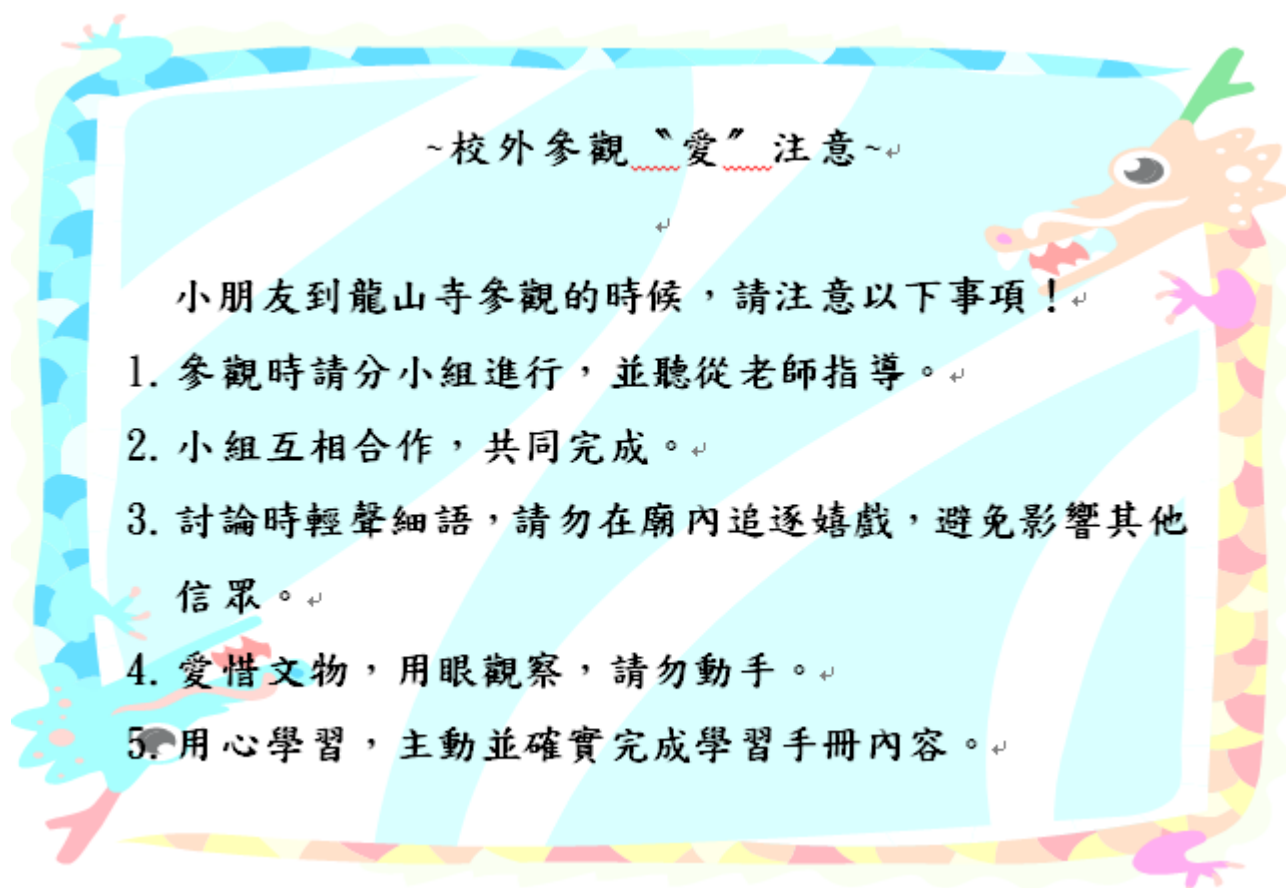 ~校外參觀〝愛〞注意~
小朋友到龍山寺參觀的時候，請注意以下事項！
1. 參觀時請分小組進行，並聽從老師指導。
2. 小組互相合作，共同完成。
3. 討論時輕聲細語，請勿在廟內追逐嬉戲，避免影響其他
信眾。
4. 愛惜文物，用眼觀察，請勿動手。
5. 用心學習，主動並確實完成學習手冊內容。